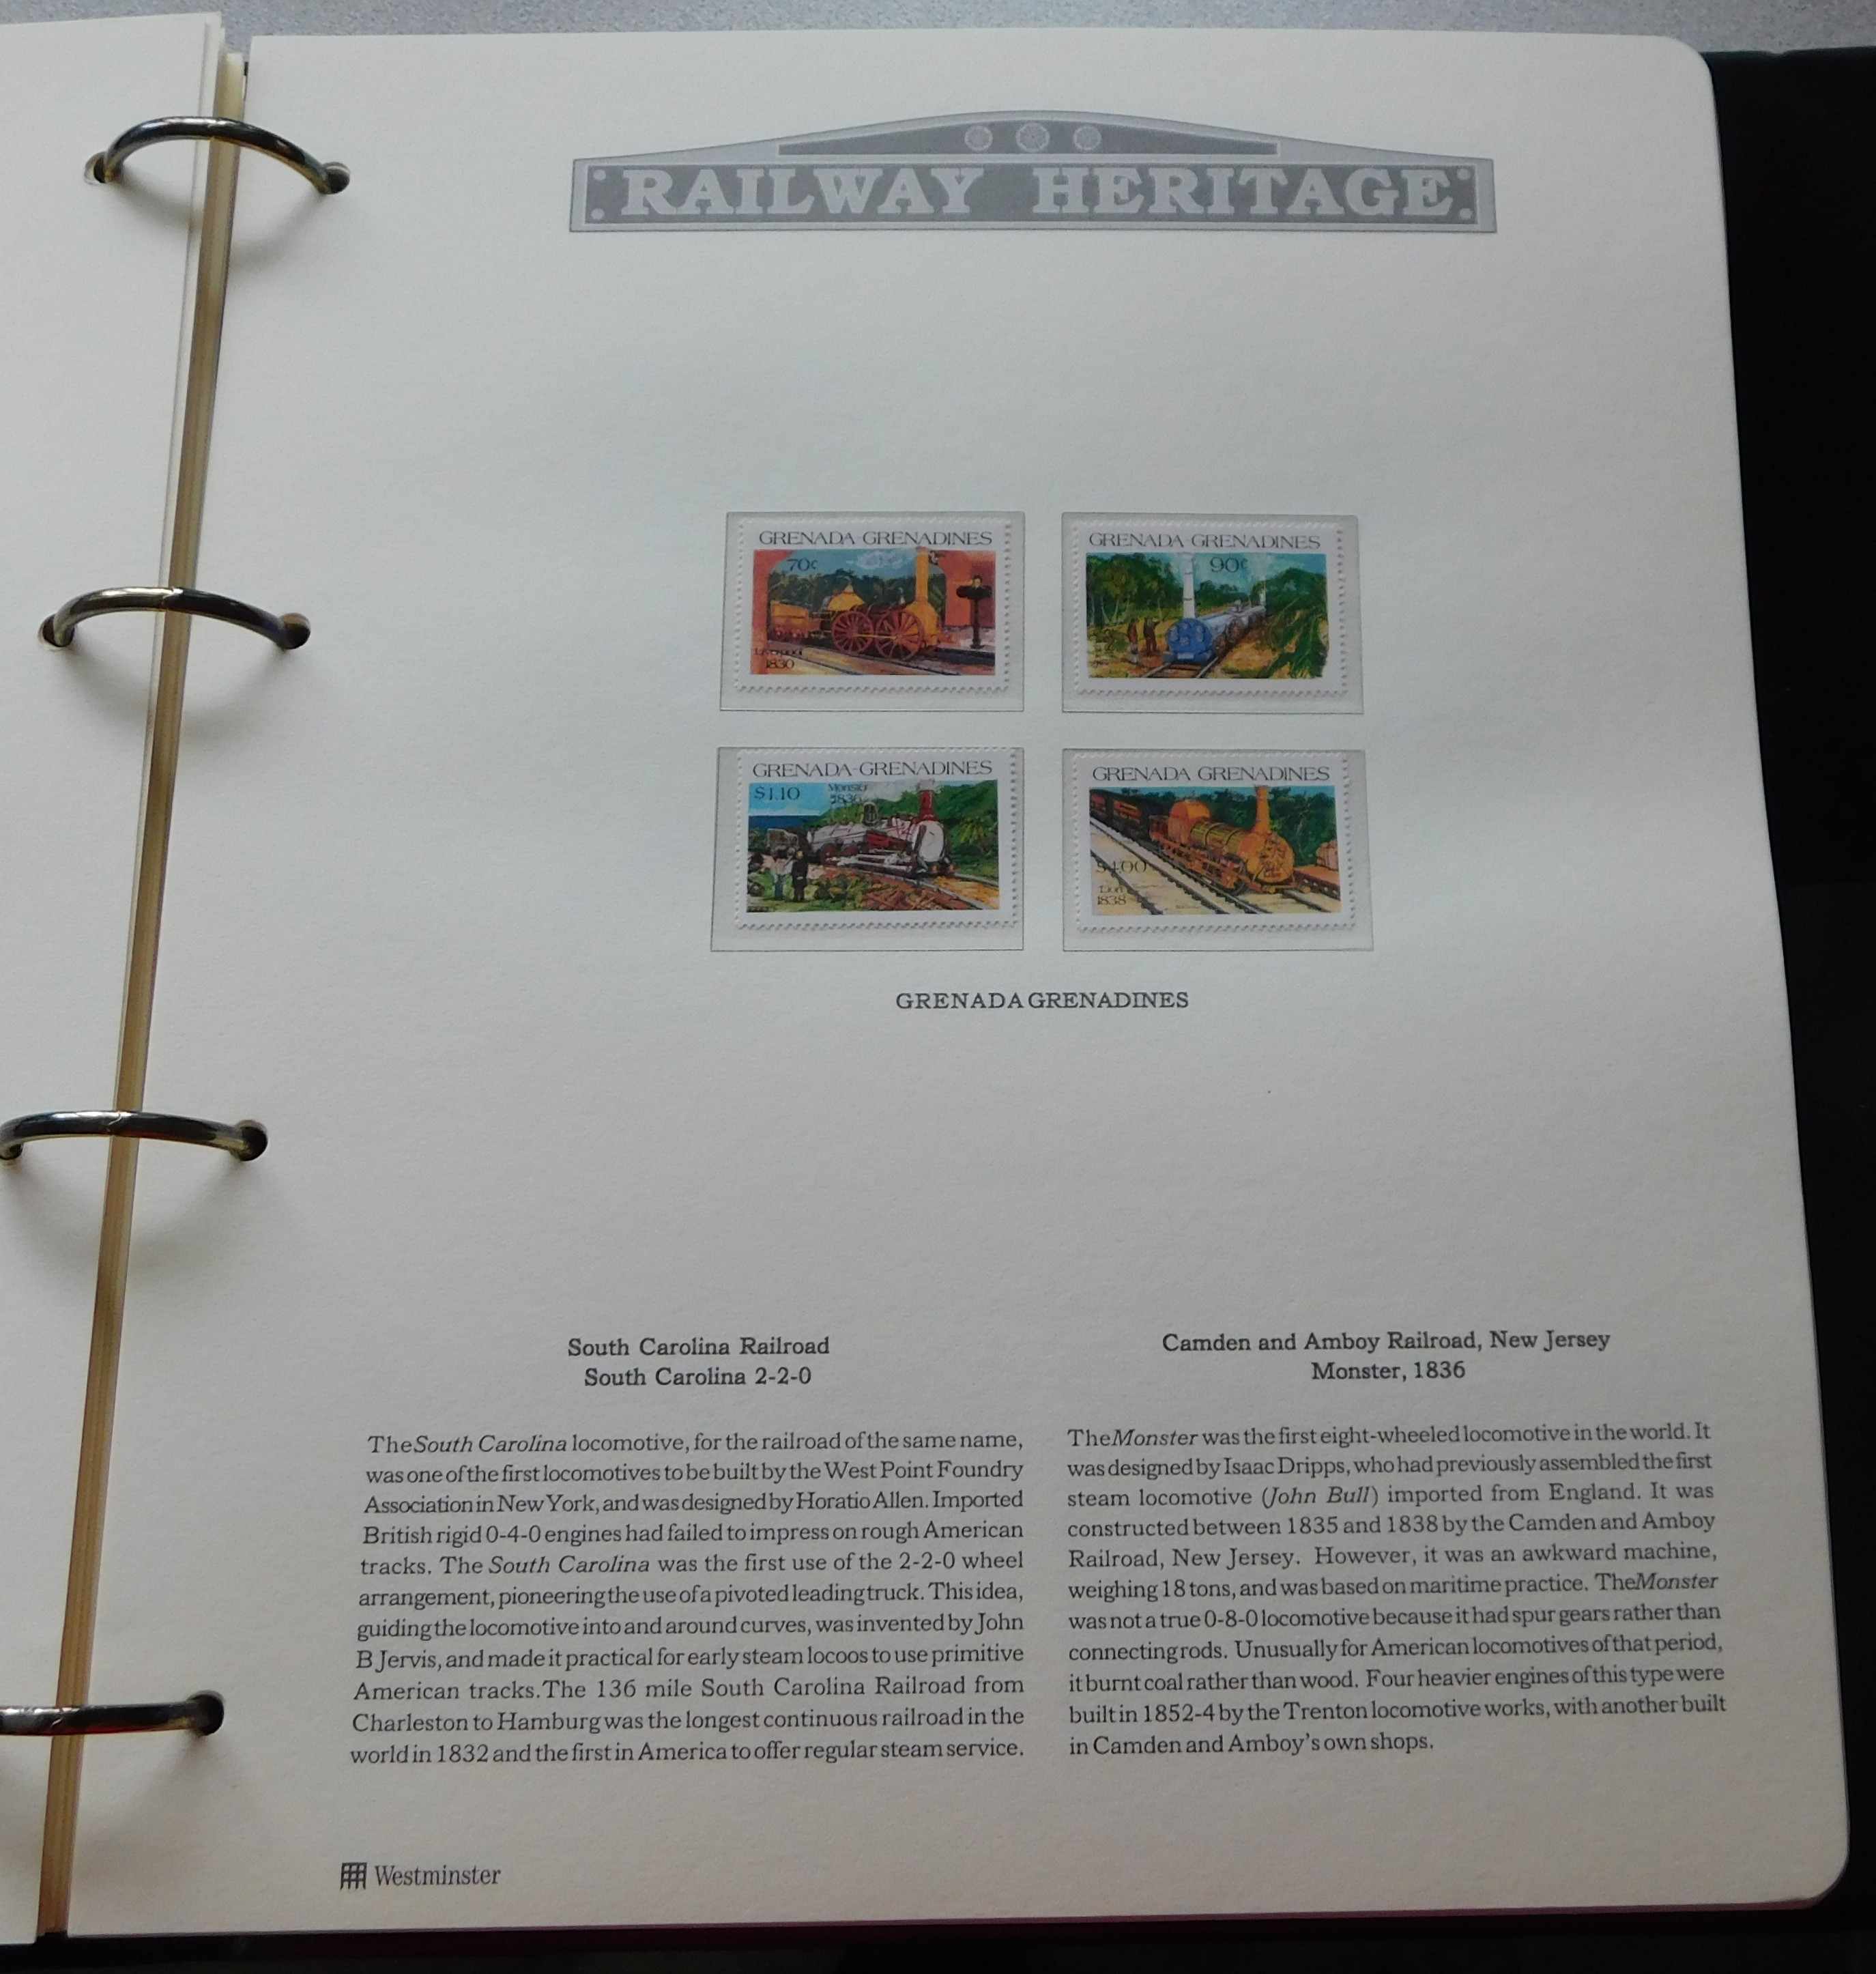 RAILWAY HERITAGE
GRENADA-GRENADINES
70¢
Liverpool
1830
GRENADA-GRENADINES
90¢
GRENADA-GRENADINES
$1.10
1836
GRENADA GRENADINES
$4.00
Lion
1838
GRENADA GRENADINES
South Carolina Railroad
South Carolina 2-2-0
The South Carolina locomotive, for the railroad of the same name,
was one of the first locomotives to be built by the West Point Foundry
Association in New York, and was designed by Horatio Allen. Imported
British rigid 0-4-0 engines had failed to impress on rough American
tracks. The South Carolina was the first use of the 2-2-0 wheel
arrangement, pioneering the use of a pivoted leading truck. This idea,
guiding the locomotive into and around curves, was invented by John
B Jervis, and made it practical for early steam locoos to use primitive
American tracks. The 136 mile South Carolina Railroad from
Charleston to Hamburg was the longest continuous railroad in the
world in 1832 and the first in America to offer regular steam service.
Camden and Amboy Railroad, New Jersey
Monster, 1836
The Monster was the first eight-wheeled locomotive in the world. It
was designed by Isaac Dripps, who had previously assembled the first
steam locomotive (John Bull) imported from England. It was
constructed between 1835 and 1838 by the Camden and Amboy
Railroad, New Jersey. However, it was an awkward machine,
weighing 18 tons, and was based on maritime practice. The Monster
was not a true 0-8-0 locomotive because it had spur gears rather than
connecting rods. Unusually for American locomotives of that period,
it burnt coal rather than wood. Four heavier engines of this type were
built in 1852-4 by the Trenton locomotive works, with another built
in Camden and Amboy's own shops.
Westminster